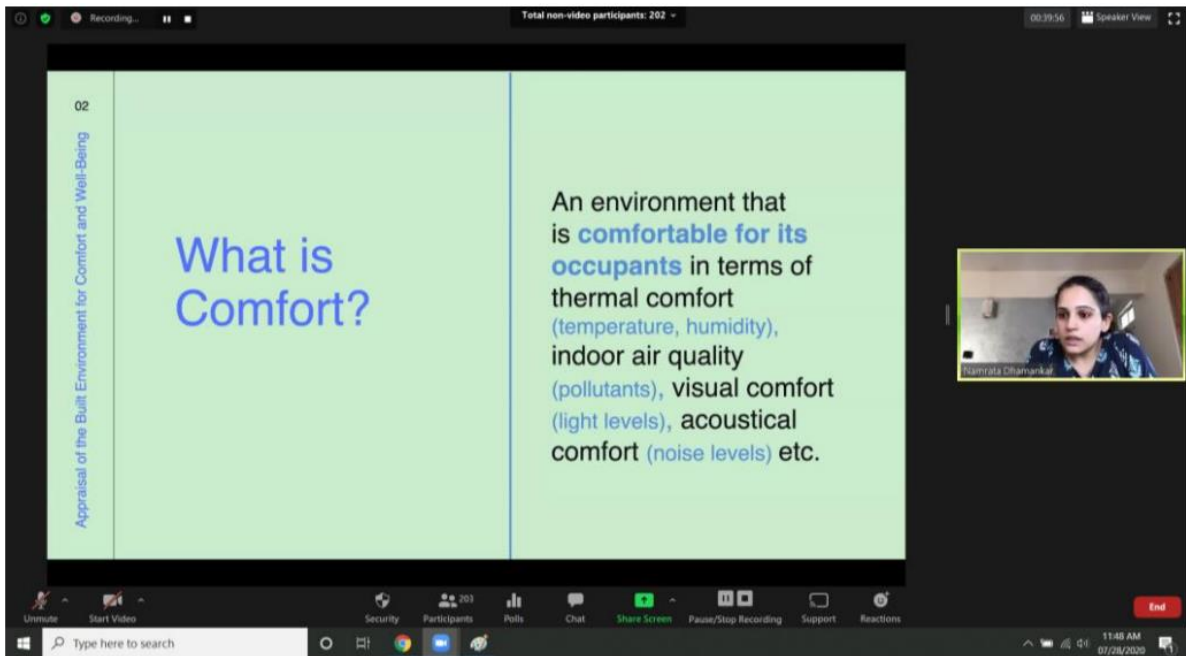 Recording...
Total non-video participants: 202
00:39:56
Speaker View
02
Appraisal of the Built Environment for Comfort and Well-Being
What is
Comfort?
An environment that
is comfortable for its
occupants in terms of
thermal comfort
(temperature, humidity),
indoor air quality
(pollutants), visual comfort
(light levels), acoustical
comfort (noise levels) etc.
Namrata Dhamankar
Unmute
Start Video
Security
Participants
203
Polls
Chat
Share Screen
Pause/Stop Recording
Support
Reactions
End
Type here to search
11:48 AM
07/28/2020